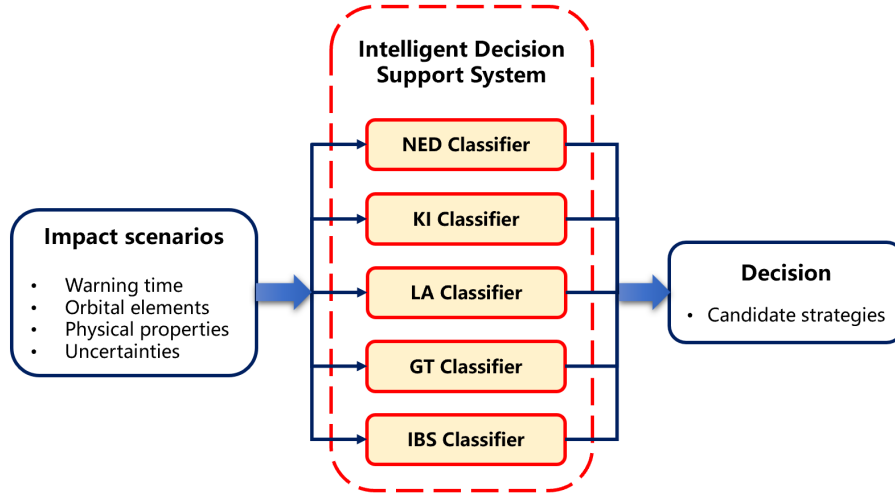 Impact scenarios
• Warning time
• Orbital elements
• Physical properties
• Uncertainties
Intelligent Decision
Support System
NED Classifier
KI Classifier
LA Classifier
GT Classifier
IBS Classifier
Decision
• Candidate strategies